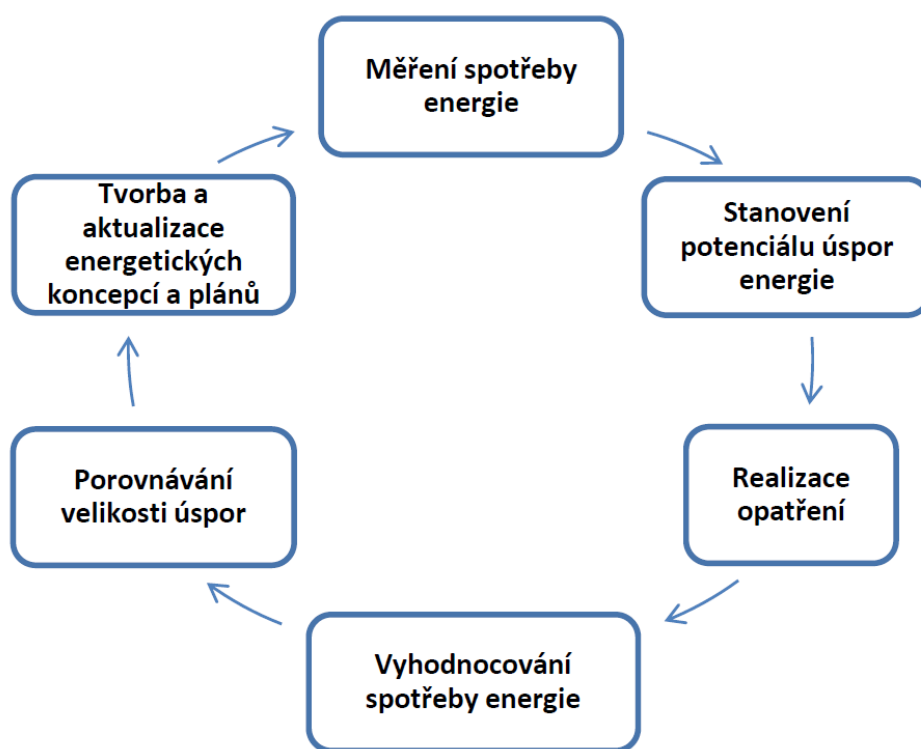 Měření spotřeby
energie
Stanovení
potenciálu úspor
energie
Realizace
opatření
Vyhodnocování
spotřeby energie
Porovnávání
velikosti úspor
Tvorba a
aktualizace
energetických
koncepcí a plánů